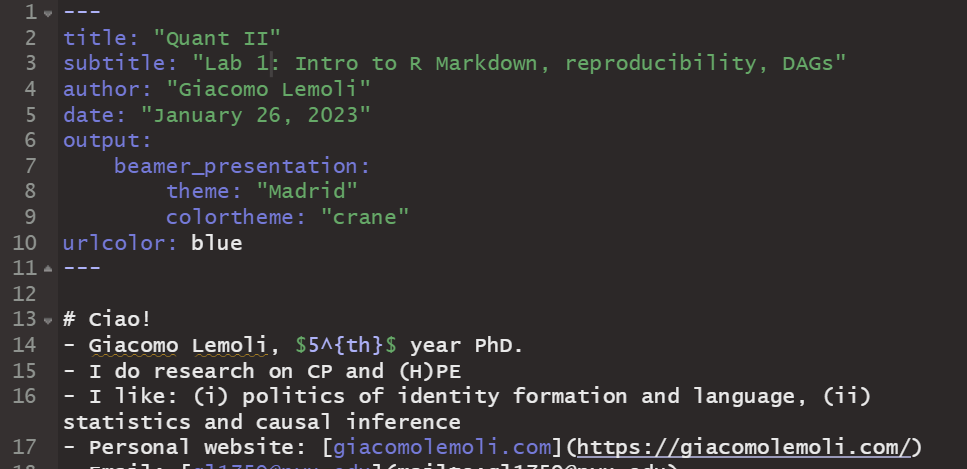 1 ---
2 title: "Quant II"
3 subtitle: "Lab 1: Intro to R Markdown, reproducibility, DAGs"
4 author: "Giacomo Lemoli"
5 date: "January 26, 2023"
6 output:
7     beamer_presentation:
8         theme: "Madrid"
9         colortheme: "crane"
10 urlcolor: blue
11 ---
12
13 # Ciao!
14 - Giacomo Lemoli, $5^{th}$ year PhD.
15 - I do research on CP and (H)PE
16 - I like: (i) politics of identity formation and language, (ii)
statistics and causal inference
17 - Personal website: [giacomolemoli.com](https://giacomolemoli.com/)